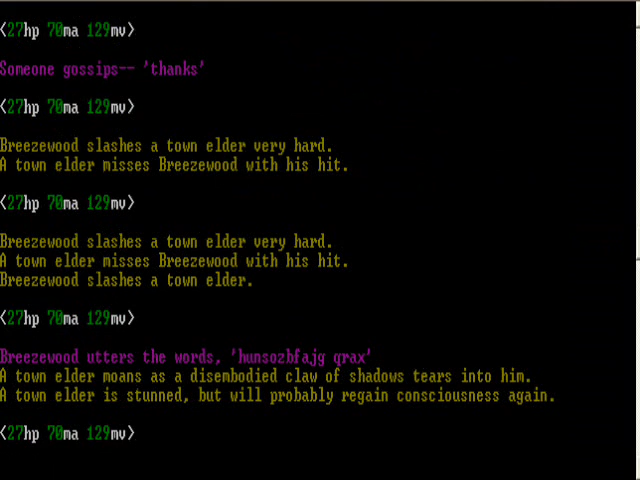 <27hp 70ma 129mv>
Someone gossips-- 'thanks'
<27hp 70ma 129mv>
Breezewood slashes a town elder very hard.
A town elder misses Breezewood with his hit.
<27hp 70ma 129mv>
Breezewood slashes a town elder very hard.
A town elder misses Breezewood with his hit.
Breezewood slashes a town elder.
<27hp 70ma 129mv>
Breezewood utters the words, 'hunsozbfajg qrax'
A town elder moans as a disembodied claw of shadows tears into him.
A town elder is stunned, but will probably regain consciousness again.
<27hp 70ma 129mv>